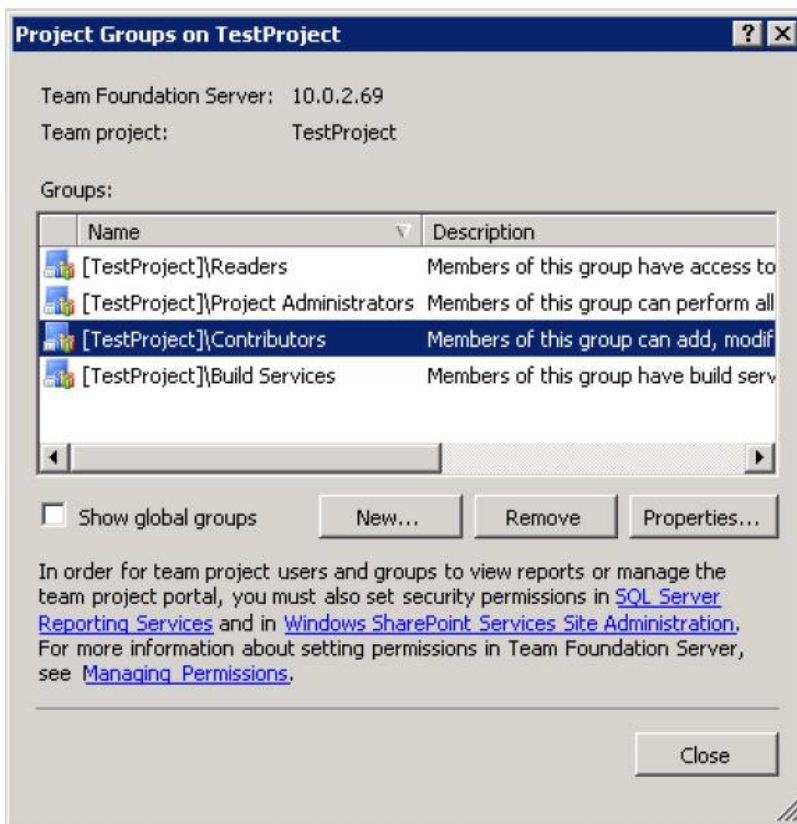 Project Groups on TestProject
Team Foundation Server: 10.0.2.69
Team project: TestProject
Groups:
Name Description
[TestProject]\Readers Members of this group have access to
[TestProject]\Project Administrators Members of this group can perform all
[TestProject]\Contributors Members of this group can add, modif
[TestProject]\Build Services Members of this group have build serv
Show global groups New... Remove Properties...
In order for team project users and groups to view reports or manage the
team project portal, you must also set security permissions in SQL Server
Reporting Services and in Windows SharePoint Services Site Administration.
For more information about setting permissions in Team Foundation Server,
see Managing Permissions.
Close